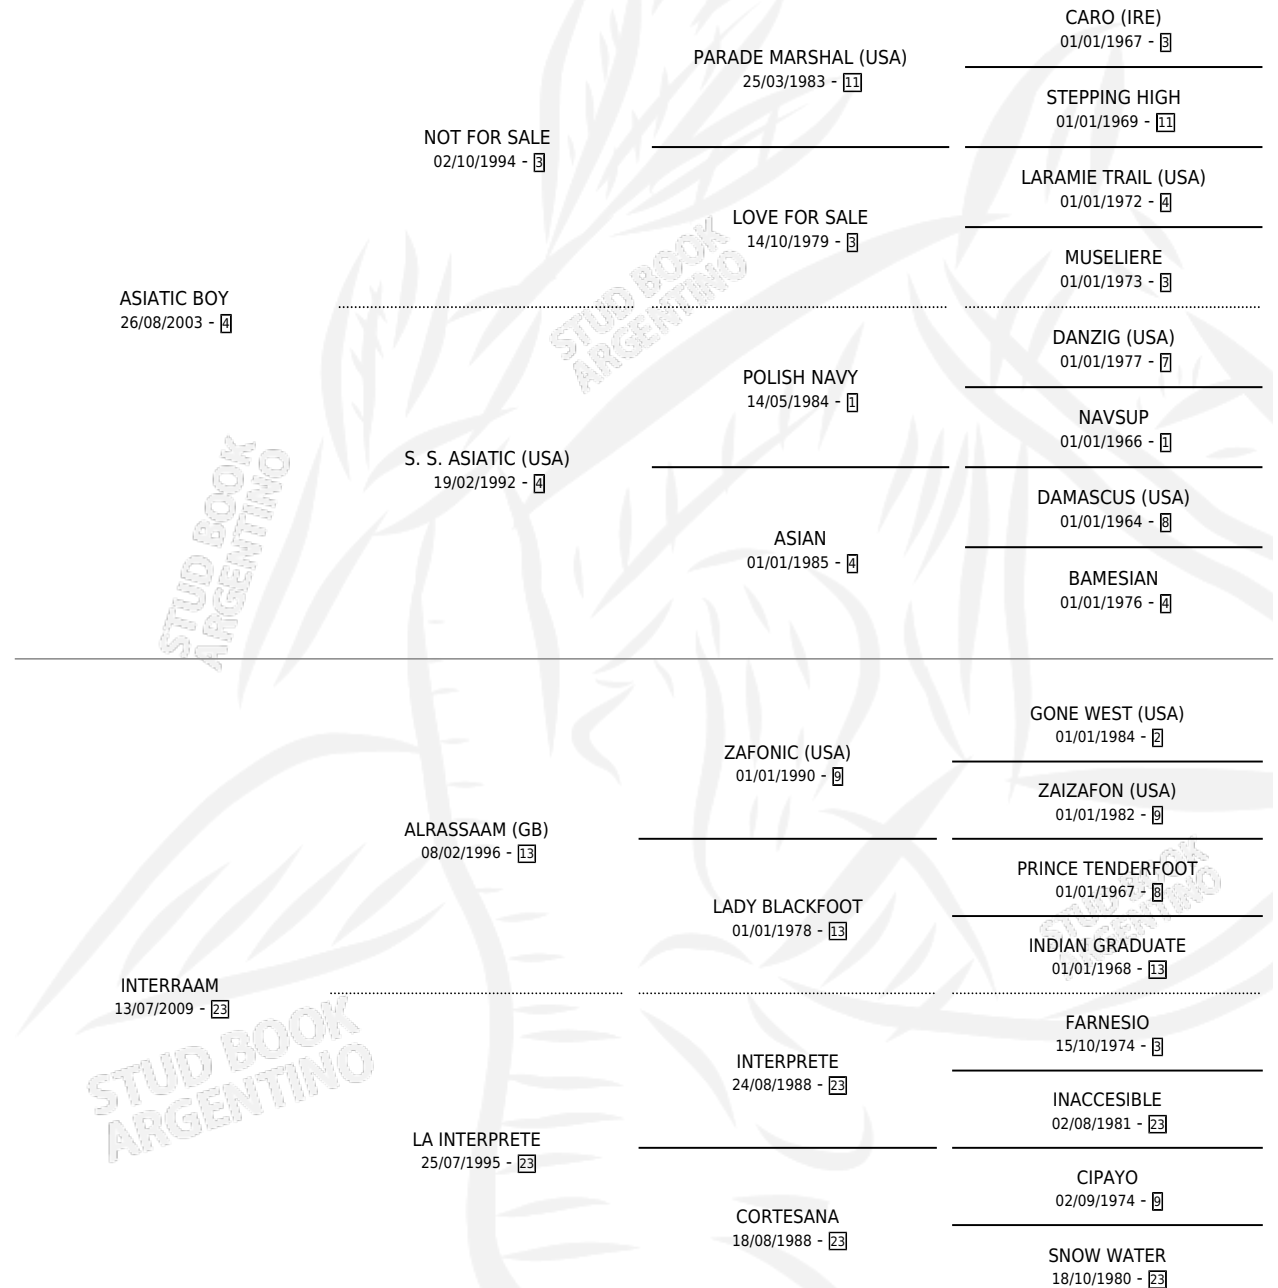 CARO (IRE)
01/01/1967 - 3
PARADE MARSHAL (USA)
25/03/1983 - 11
STEPPING HIGH
01/01/1969 - 11
NOT FOR SALE
02/10/1994 - 3
LARAMIE TRAIL (USA)
01/01/1972 - 4
LOVE FOR SALE
14/10/1979 - 3
MUSELIERE
01/01/1973 - 3
ASIATIC BOY
26/08/2003 - 4
STUD BOOK
ARGENTINO
DANZIG (USA)
01/01/1977 - 7
POLISH NAVY
14/05/1984 - 1
NAVSUP
01/01/1966 - 1
S. S. ASIATIC (USA)
19/02/1992 - 4
DAMASCUS (USA)
01/01/1964 - 8
ASIAN
01/01/1985 - 4
BAMESIAN
01/01/1976 - 4
STUD BOOK
ARGENTINO
GONE WEST (USA)
01/01/1984 - 2
ZAFONIC (USA)
01/01/1990 - 9
ZAIZAFON (USA)
01/01/1982 - 9
ALRASSAAM (GB)
08/02/1996 - 13
PRINCE TENDERFOOT
01/01/1967 - 8
LADY BLACKFOOT
01/01/1978 - 13
STUD BOOK
ARGENTINO
INDIAN GRADUATE
01/01/1968 - 13
INTERRAAM
13/07/2009 - 23
FARNESIO
15/10/1974 - 3
STUD BOOK
ARGENTINO
INTERPRETE
24/08/1988 - 23
INACCESIBLE
02/08/1981 - 23
LA INTERPRETE
25/07/1995 - 23
CIPAYO
02/09/1974 - 9
CORTESANA
18/08/1988 - 23
SNOW WATER
18/10/1980 - 23